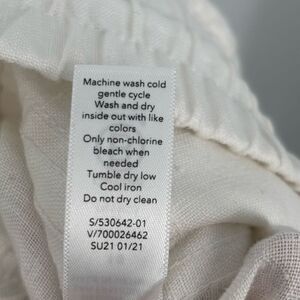 Machine wash cold
gentle cycle
Wash and dry
inside out with like
colors
Only non-chlorine
bleach when
needed
Tumble dry low
Cool iron
Do not dry clean
S/530642-01
V/700026462
SU21 01/21